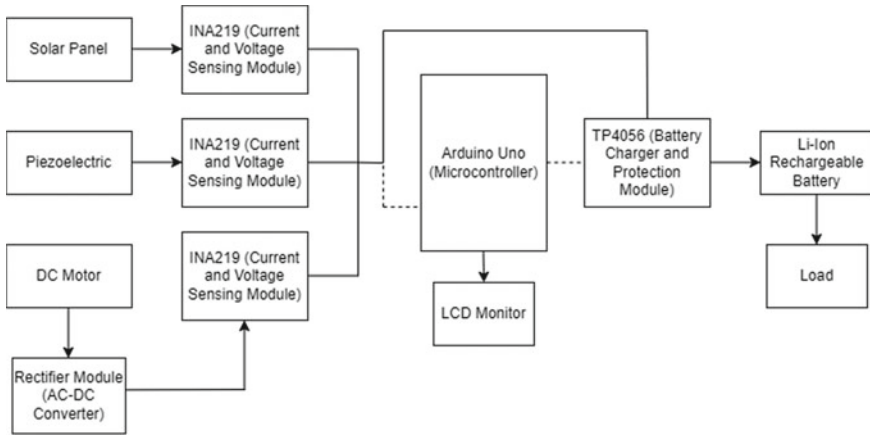 Solar Panel
INA219 (Current
and Voltage
Sensing Module)
Piezoelectric
INA219 (Current
and Voltage
Sensing Module)
DC Motor
INA219 (Current
and Voltage
Sensing Module)
Rectifier Module
(AC-DC
Converter)
Arduino Uno
(Microcontroller)
LCD Monitor
TP4056 (Battery
Charger and
Protection
Module)
Li-Ion
Rechargeable
Battery
Load